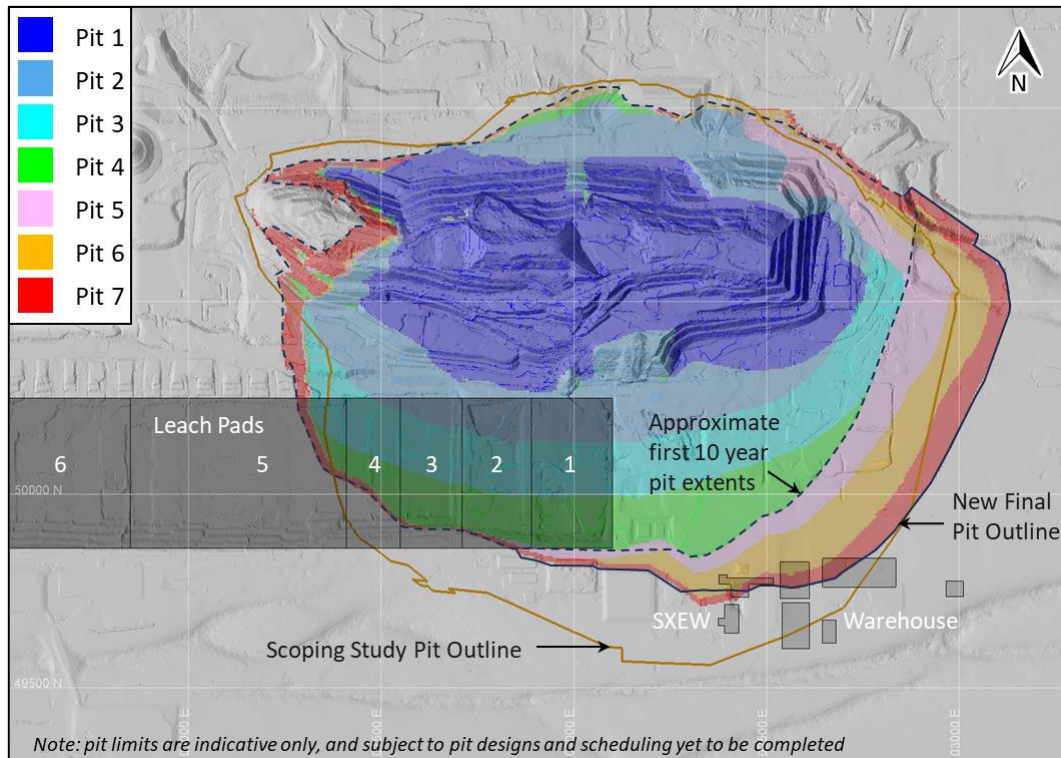 Pit 1
Pit 2
Pit 3
Pit 4
Pit 5
Pit 6
Pit 7
N
Leach Pads
6
5
4
3
2
1
Approximate
first 10 year
pit extents
50000 N
New Final
Pit Outline
SXEW
Warehouse
Scoping Study Pit Outline
49500 N
Note: pit limits are indicative only, and subject to pit designs and scheduling yet to be completed